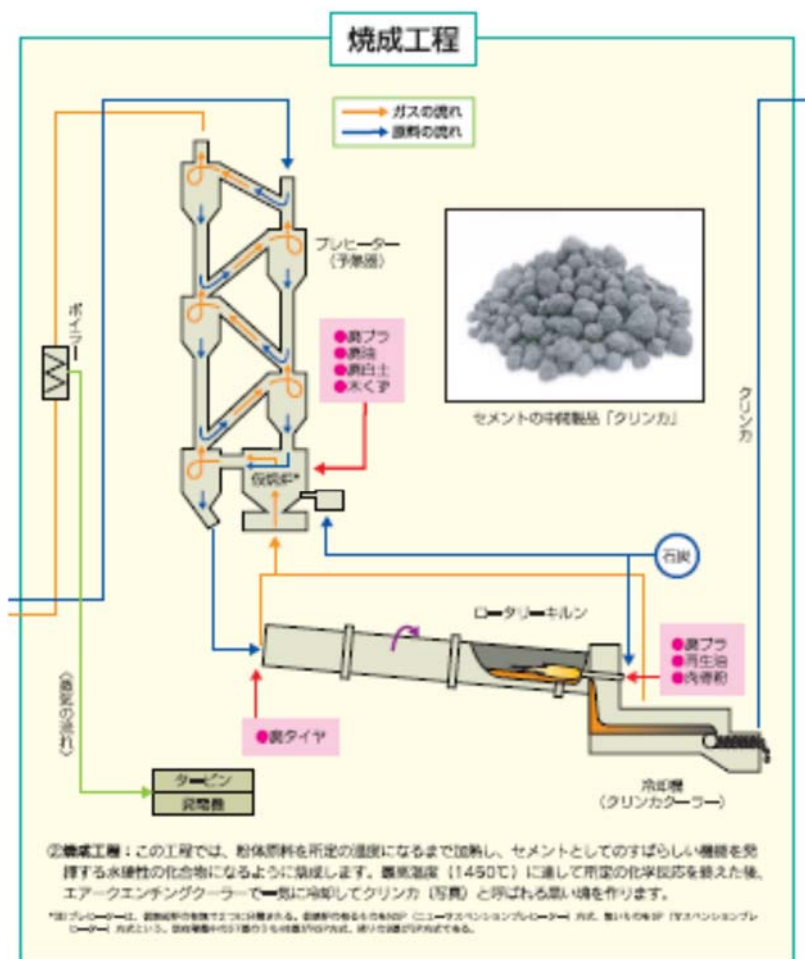 焼成工程
ガスの流れ
原料の流れ
プレヒーター
(予熱器)
ボイラー
●廃プラ
●廃油
●廃白土
●木くず
セメントの中間製品「クリンカ」
クリンカ
仮焼炉*
石炭
ロータリーキルン
●廃プラ
●再生油
●肉骨粉
●廃タイヤ
(蒸気の流れ)
タービン
発電機
冷却機
(クリンカクーラー)
②焼成工程:この工程では、粉体原料を所定の温度になるまで加熱し、セメントとしてのすばらしい機能を発
揮する水硬性の化合物になるように焼成します。最高温度(1450℃)に達して所定の化学反応を終えた後、
エアークエンチングクーラーで一気に冷却してクリンカ(写真)と呼ばれる黒い塊を作ります。